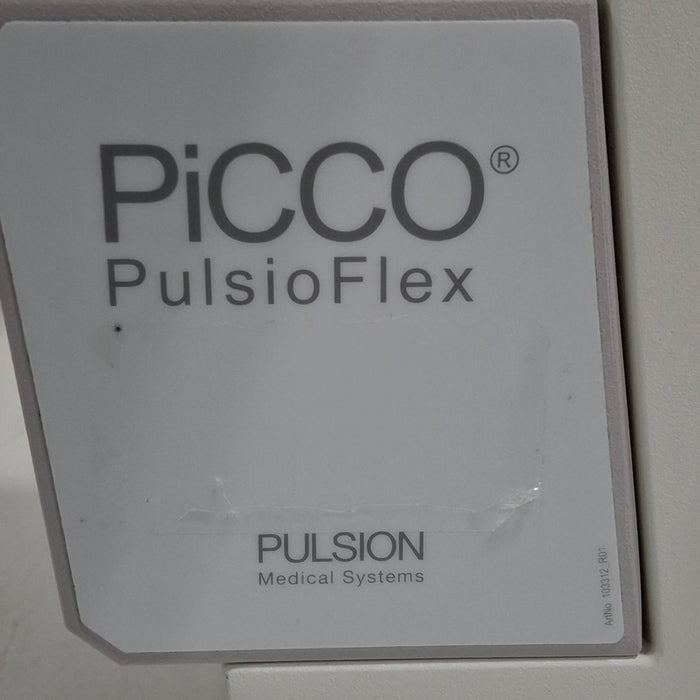 PiCCO®
PulsioFlex
PULSION
Medical Systems
ArtNo. 103312_R01